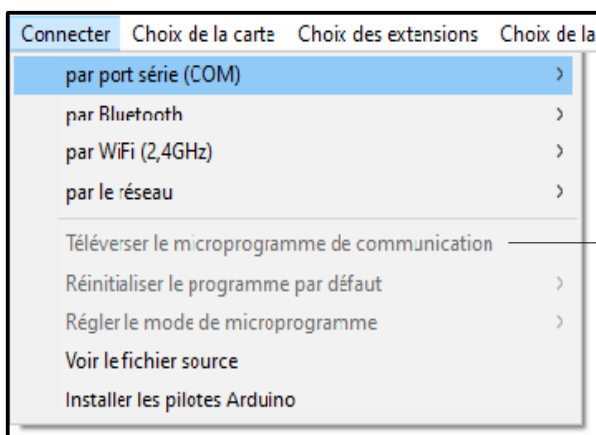 Connecter Choix de la carte Choix des extensions Choix de la
par port série (COM)
par Bluetooth
par WiFi (2,4GHz)
par le réseau
Téléverser le microprogramme de communication
Réinitialiser le programme par défaut
Régler le mode de microprogramme
Voir le fichier source
Installer les pilotes Arduino